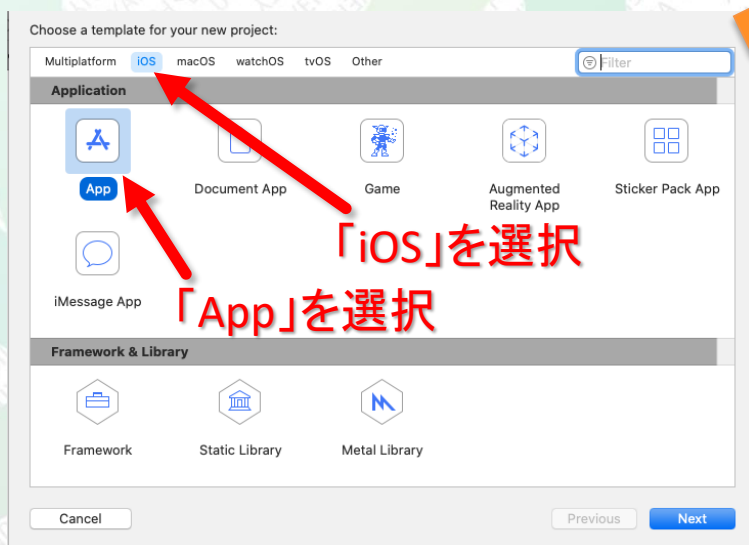 Choose a template for your new project:
Multiplatform iOS macOS watchOS tvOS Other
Filter
Application
App
Document App
Game
Augmented
Reality App
Sticker Pack App
「iOS」を選択
iMessage App
「App」を選択
Framework & Library
Framework
Static Library
Metal Library
Cancel
Previous
Next